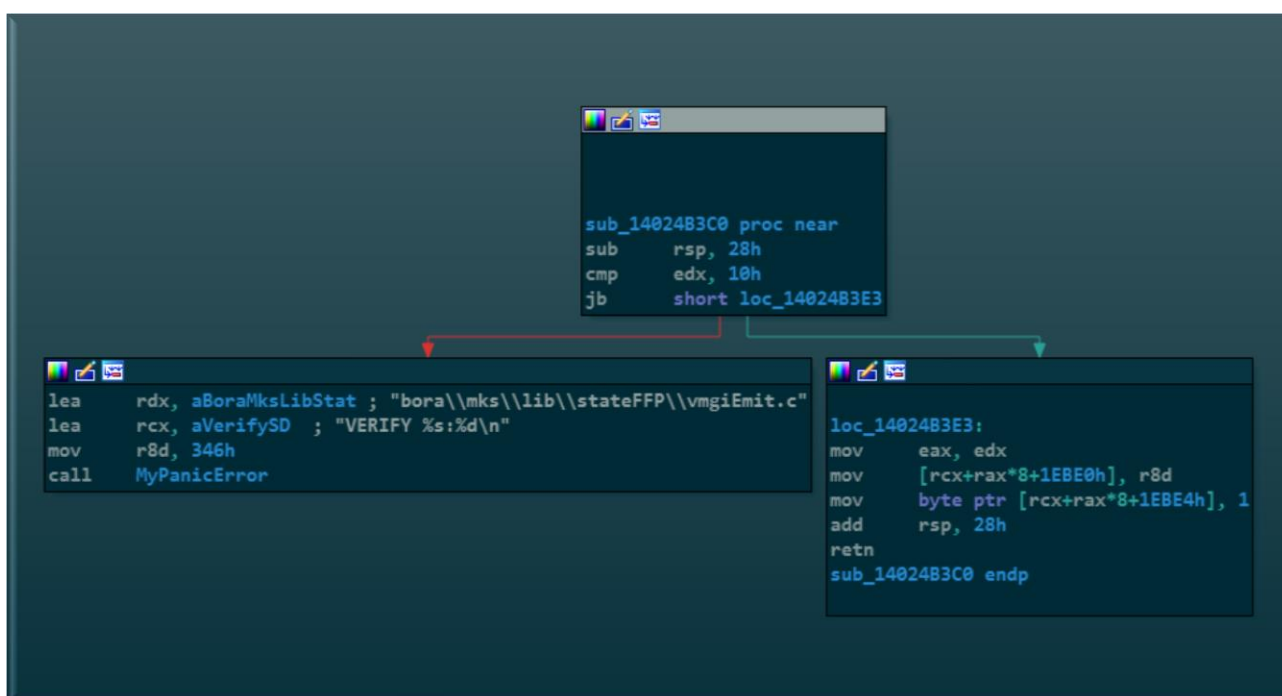 sub_14024B3C0 proc near
sub rsp, 28h
cmp edx, 10h
jb short loc_14024B3E3
lea rdx, aBoraMksLibStat ; "bora\\mks\\lib\\stateFFP\\vmgiEmit.c"
lea rcx, aVerifySD ; "VERIFY %s:%d\n"
mov r8d, 346h
call MyPanicError
loc_14024B3E3:
mov eax, edx
mov [rcx+rax*8+1EBE0h], r8d
mov byte ptr [rcx+rax*8+1EBE4h], 1
add rsp, 28h
retn
sub_14024B3C0 endp